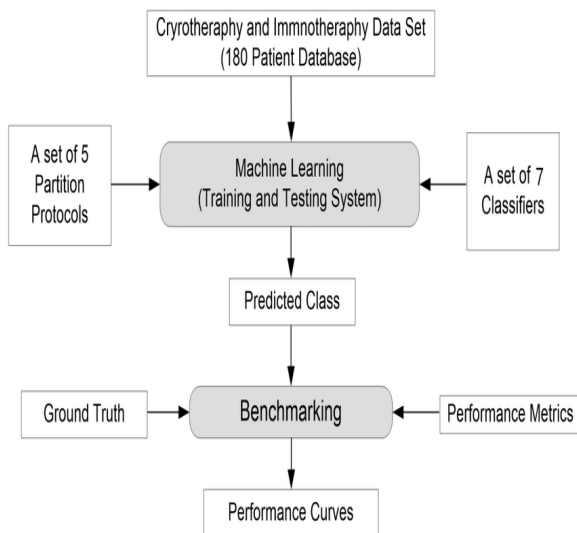 Cryrotheraphy and Immnotheraphy Data Set
(180 Patient Database)
A set of 5
Partition
Protocols
Machine Learning
(Training and Testing System)
A set of 7
Classifiers
Predicted Class
Ground Truth
Benchmarking
Performance Metrics
Performance Curves